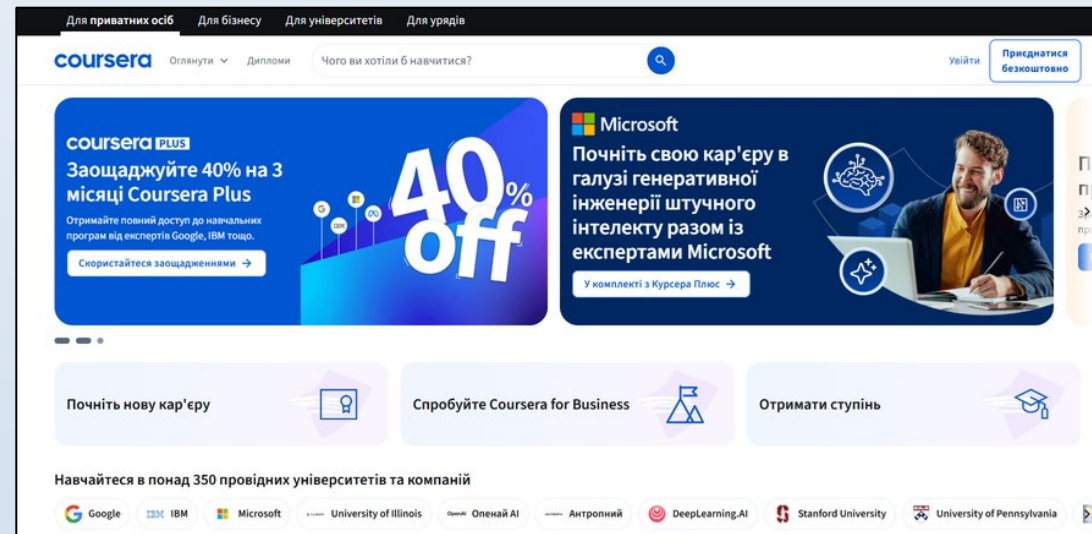 Для приватних осіб Для бізнесу Для університетів Для урядів
coursera Оглянути Дипломи Чого ви хотіли б навчитися? Увійти Приєднатися
безкоштовно
coursera PLUS
Заощаджуйте 40% на 3
місяці Coursera Plus
Отримайте повний доступ до навчальних
програм від експертів Google, IBM тощо.
Скористайтеся заощадженнями →
G IBM
40%
off
Microsoft
Почніть свою кар'єру в
галузі генеративної
інженерії штучного
інтелекту разом із
експертами Microsoft
У комплекті з Курсера Плюс →
Почніть нову кар'єру
Спробуйте Coursera for Business
Отримати ступінь
Навчайтеся в понад 350 провідних університетів та компаній
Google IBM IBM Microsoft University of Illinois OpenAI Опенай AI Антропний DeepLearning.AI Stanford University University of Pennsylvania